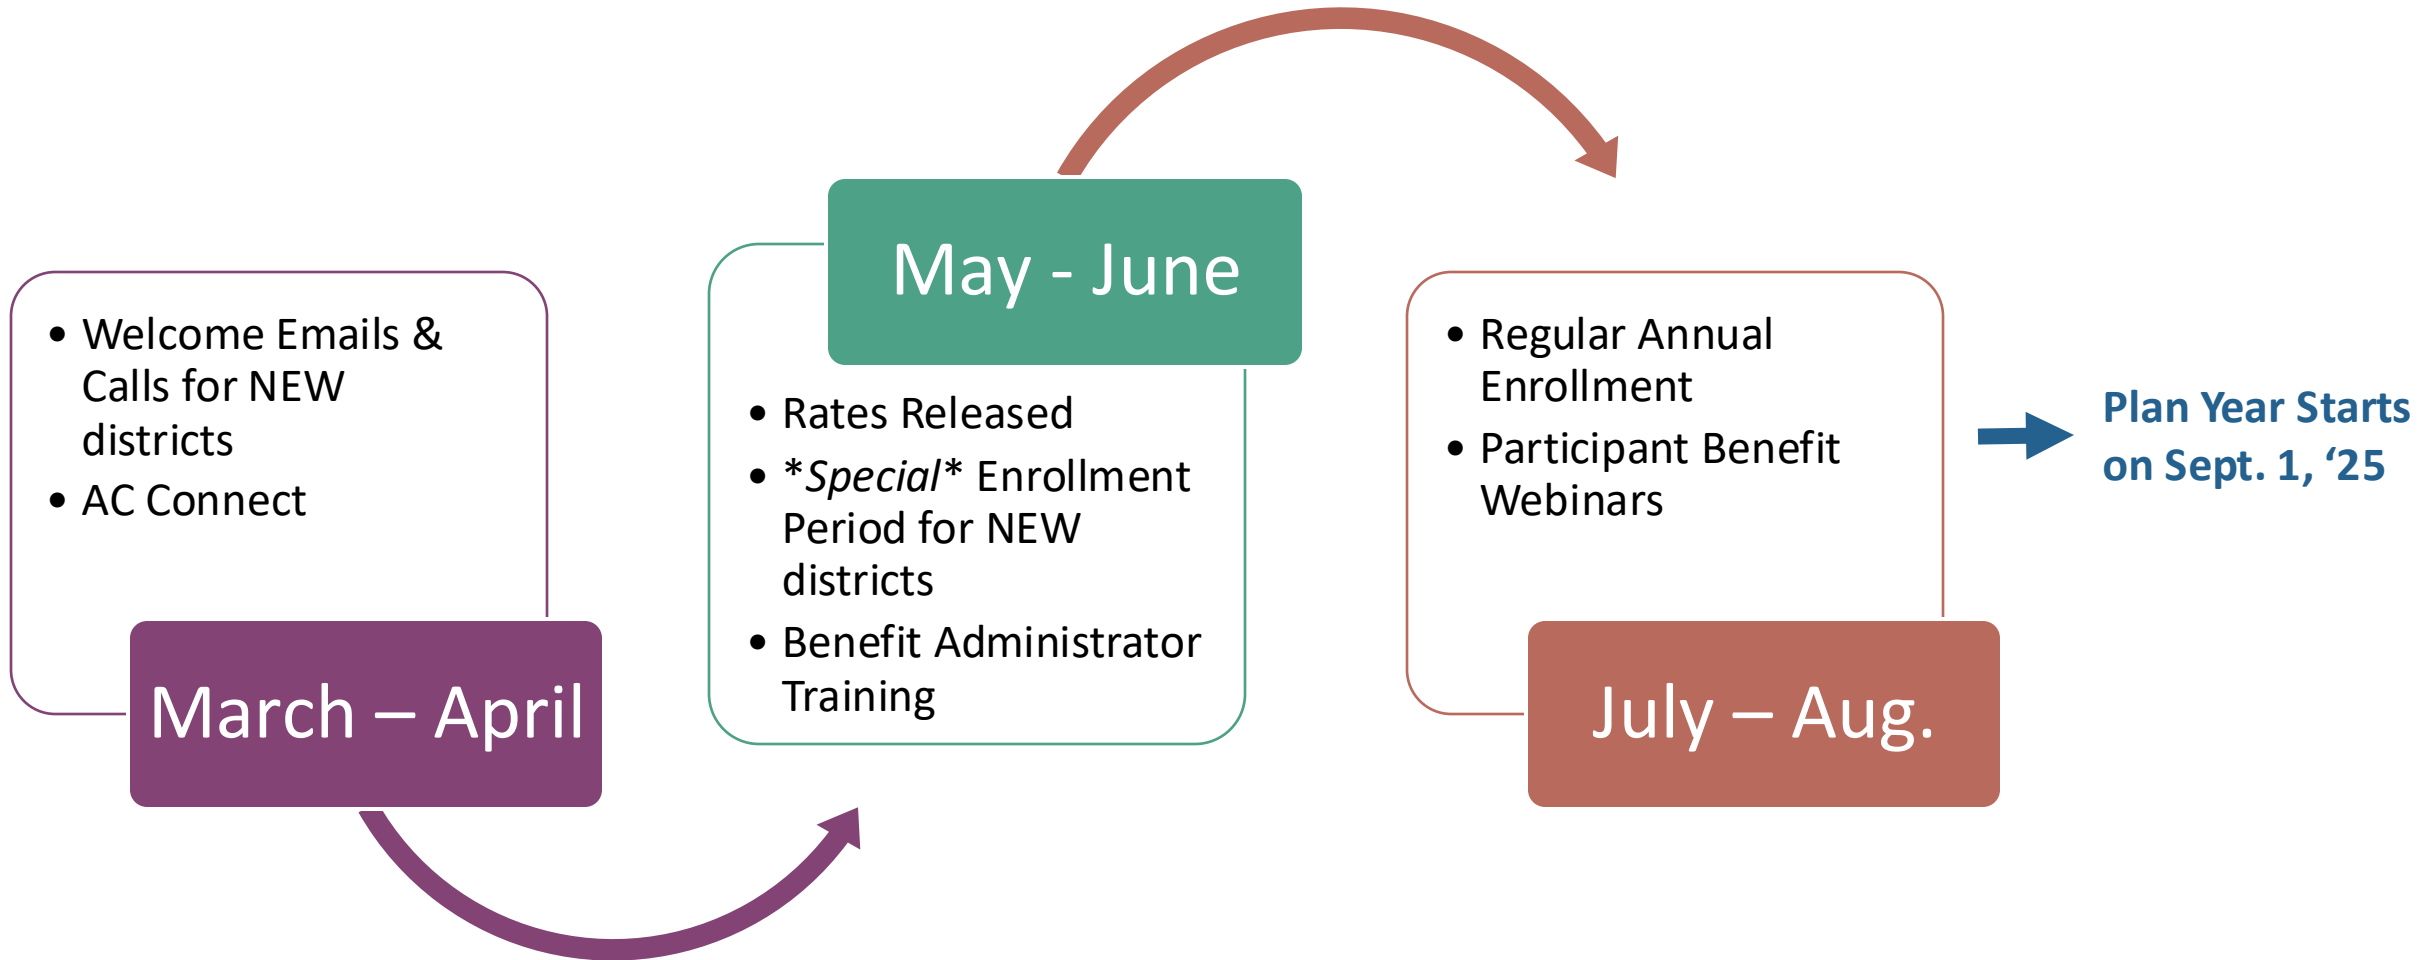 • Welcome Emails &
Calls for NEW
districts
• AC Connect
March – April
May - June
• Rates Released
• *Special* Enrollment
Period for NEW
districts
• Benefit Administrator
Training
• Regular Annual
Enrollment
• Participant Benefit
Webinars
July – Aug.
Plan Year Starts
on Sept. 1, ‘25